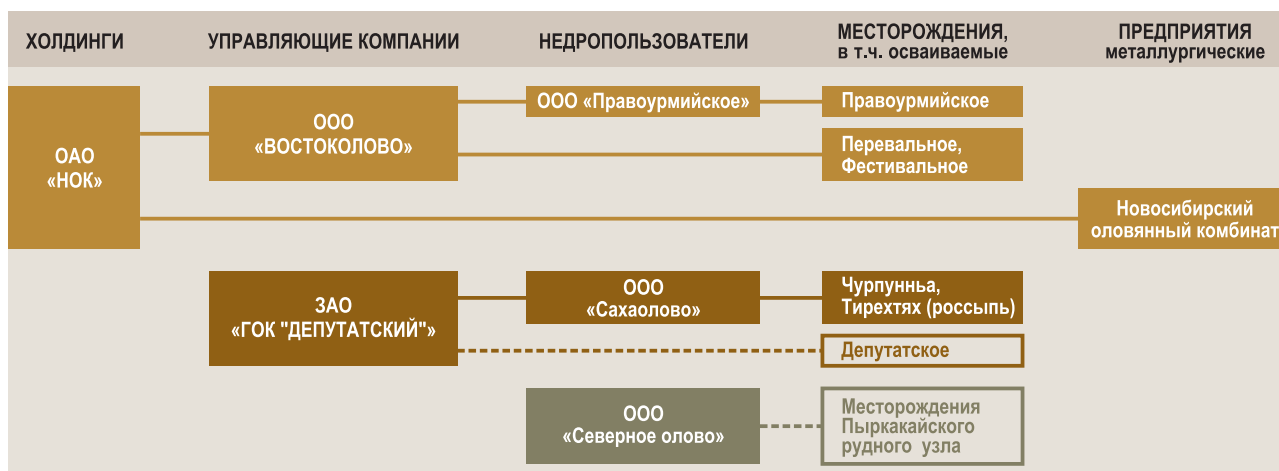 ХОЛДИНГИ
УПРАВЛЯЮЩИЕ КОМПАНИИ
НЕДРОПОЛЬЗОВАТЕЛИ
МЕСТОРОЖДЕНИЯ,
в т.ч. осваиваемые
ПРЕДПРИЯТИЯ
металлургические
ОАО
«НОК»
ООО
«ВОСТОКОЛОВО»
ООО «Правоурмийское»
Правоурмийское
Перевальное,
Фестивальное
Новосибирский
оловянный комбинат
ЗАО
«ГОК "ДЕПУТАТСКИЙ"»
ООО
«Сахаолово»
Чурпуннья,
Тирехтях (россыпь)
Депутатское
ООО
«Северное олово»
Месторождения
Пыркакайского
рудного узла